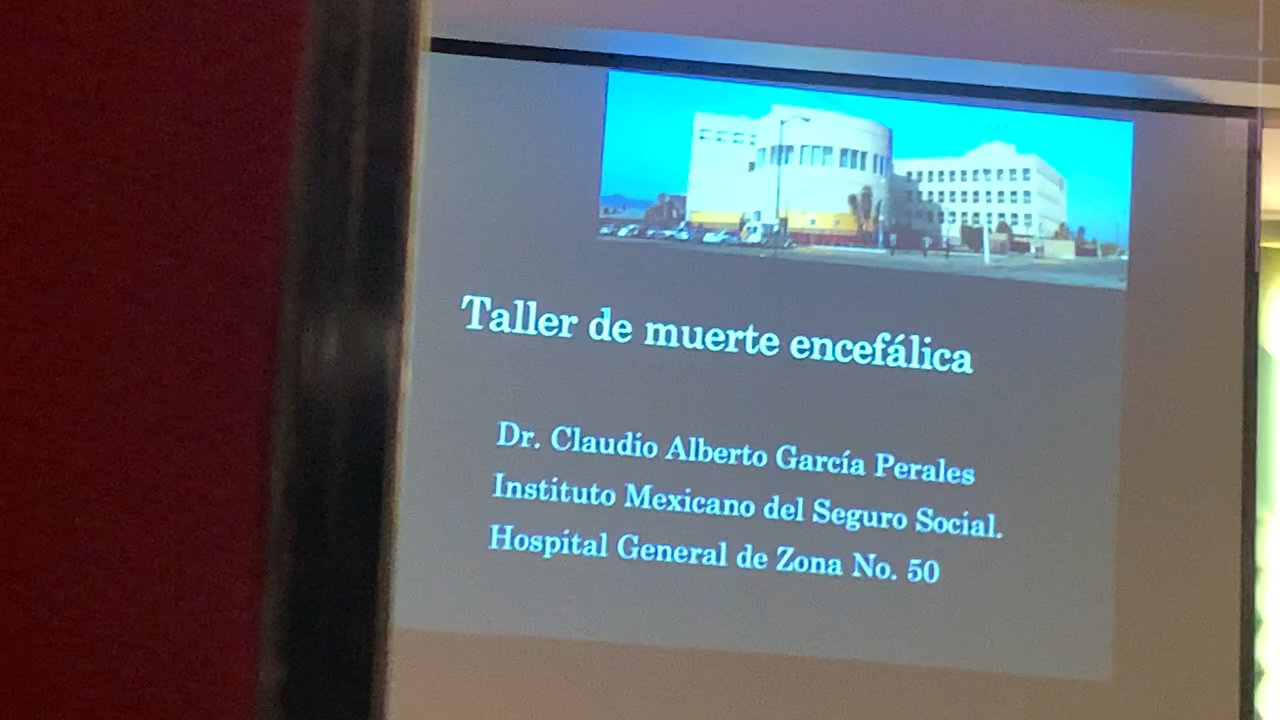 Taller de muerte encefálica
Dr. Claudio Alberto García Perales
Instituto Mexicano del Seguro Social.
Hospital General de Zona No. 50